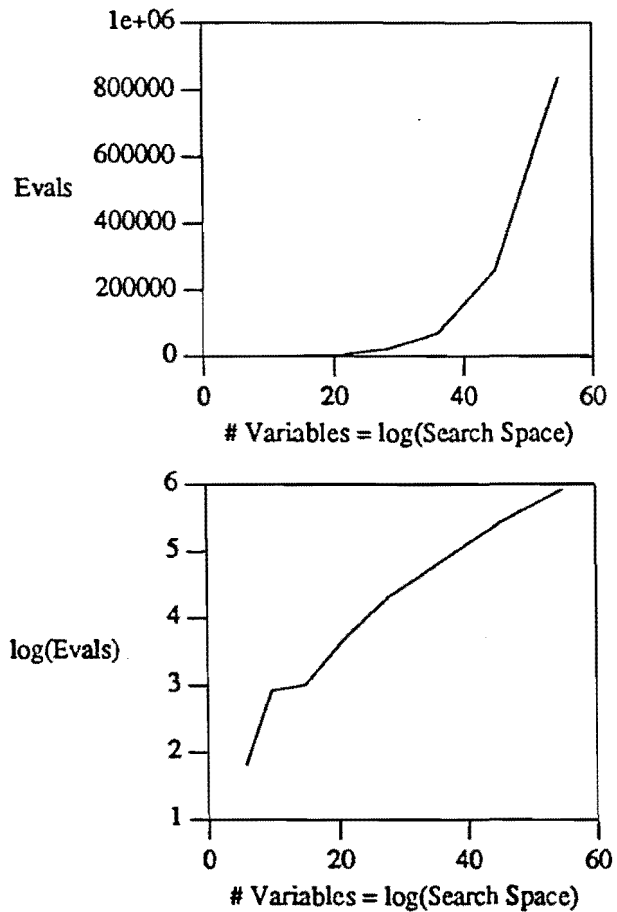 1e+06
800000
600000
Evals
400000
200000
0
0 20 40 60
# Variables = log(Search Space)
6
5
4
log(Evals)
3
2
1
0 20 40 60
# Variables = log(Search Space)